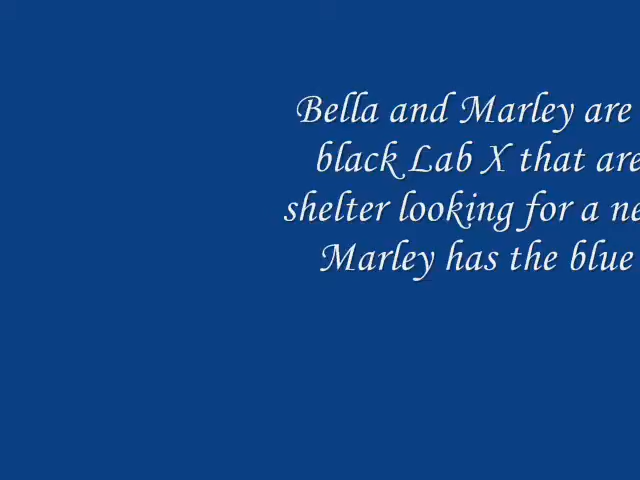 Bella and Marley are
black Lab X that are
shelter looking for a ne
Marley has the blue